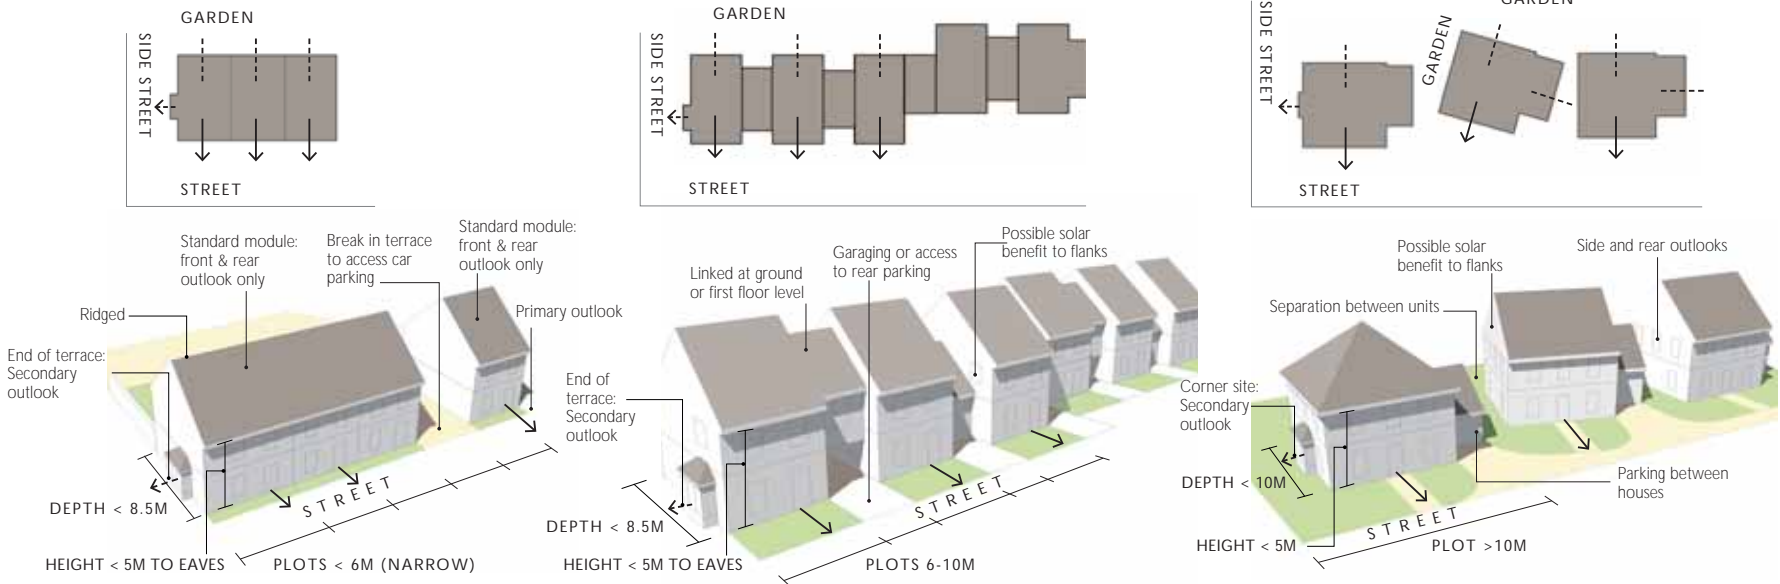 GARDEN
SIDE STREET
STREET
Standard module:
front & rear
outlook only
Break in terrace
to access car
parking
Standard module:
front & rear
outlook only
Ridged
Primary outlook
End of terrace:
Secondary
outlook
STREET
DEPTH < 8.5M
HEIGHT < 5M TO EAVES
PLOTS < 6M (NARROW)
GARDEN
SIDE STREET
STREET
Linked at ground
or first floor level
Garaging or access
to rear parking
Possible solar
benefit to flanks
End of
terrace:
Secondary
outlook
STREET
DEPTH < 8.5M
HEIGHT < 5M TO EAVES
PLOTS 6-10M
GARDEN
SIDE STREET
GARDEN
STREET
Possible solar
benefit to flanks
Side and rear outlooks
Separation between units
Corner site:
Secondary
outlook
DEPTH < 10M
Parking between
houses
STREET
HEIGHT < 5M
PLOT >10M